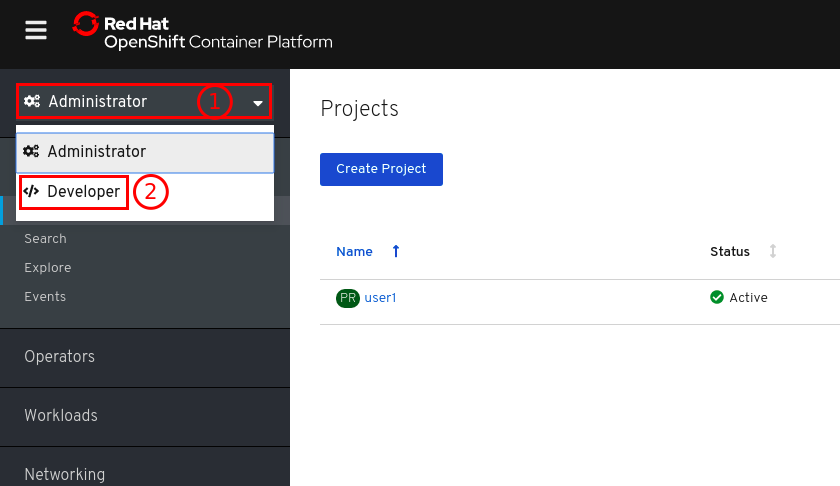 Red Hat
OpenShift Container Platform
Administrator 1
Administrator
Developer 2
Search
Explore
Events
Operators
Workloads
Networking
Projects
Create Project
Name Status
PR user1 Active